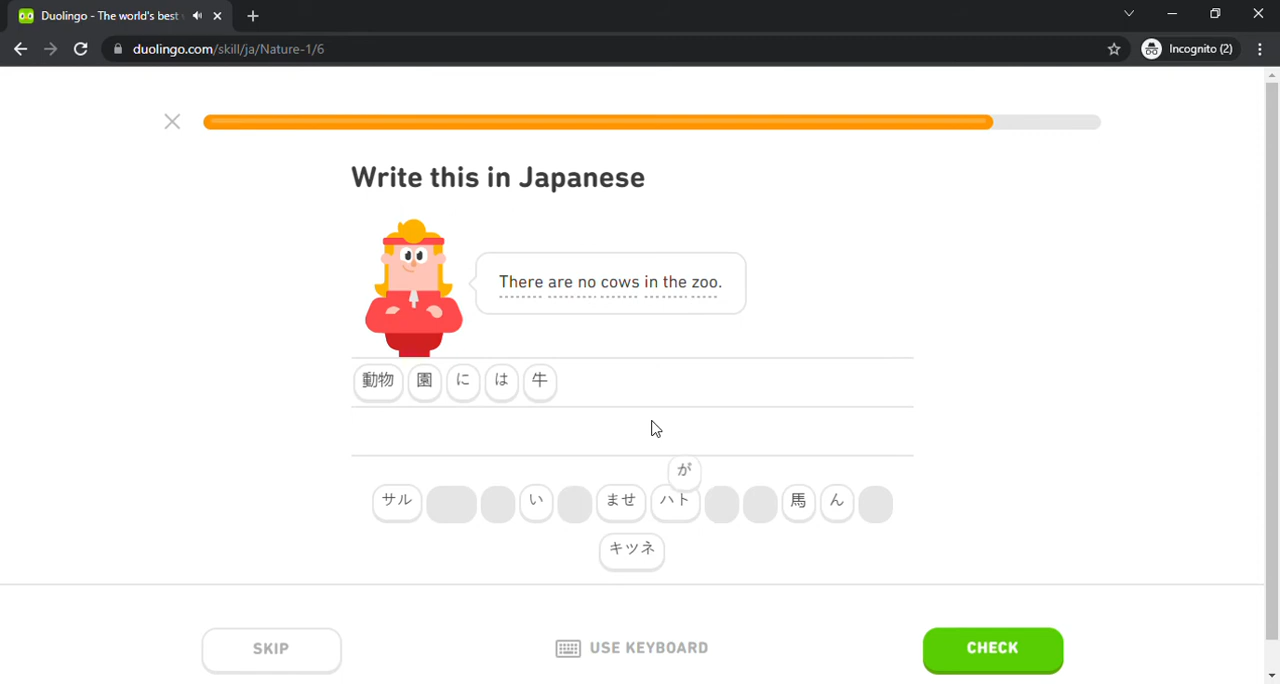 Duolingo - The world's best
duolingo.com/skill/ja/Nature-1/6
Incognito (2)
Write this in Japanese
There are no cows in the zoo.
動物 園 に は 牛
が
サル い ませ ハト 馬 ん
キツネ
SKIP
USE KEYBOARD
CHECK